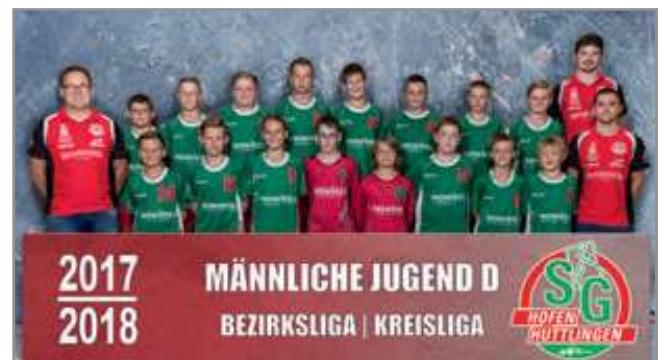 2017
2018
MÄNNLICHE JUGEND D
BEZIRKSLIGA | KREISLIGA
SG
HOFEN
HÜTTLINGEN